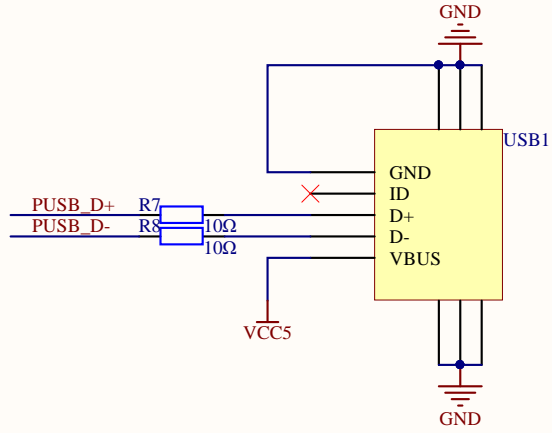 GND
USB1
GND
ID
PUSB_D+ R7 D+
PUSB_D- R8 10Ω D-
10Ω VBUS
VCC5
GND